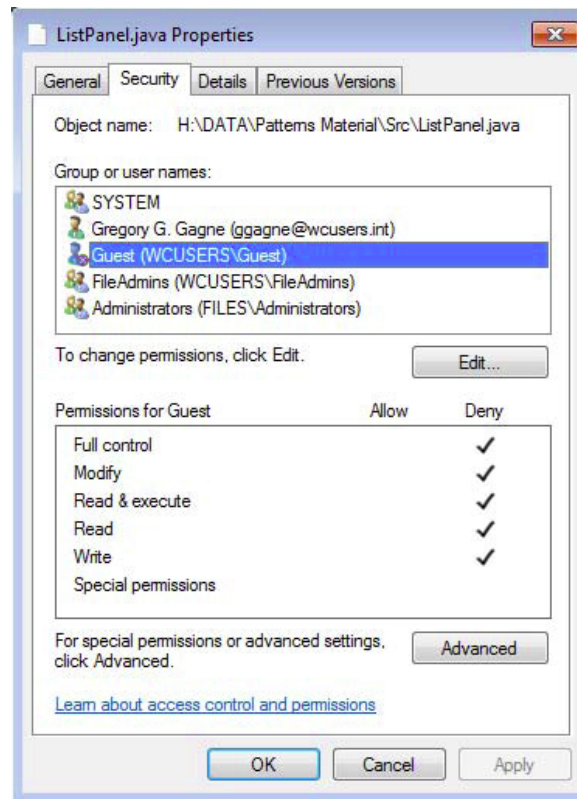 ListPanel.java Properties
General Security Details Previous Versions
Object name: H:\DATA\Patterns Material\Src\ListPanel.java
Group or user names:
SYSTEM
Gregory G. Gagne (ggagne@wcusers.int)
Guest (WCUSERS\Guest)
FileAdmins (WCUSERS\FileAdmins)
Administrators (FILES\Administrators)
To change permissions, click Edit.
Edit...
Permissions for Guest Allow Deny
Full control
Modify
Read & execute
Read
Write
Special permissions
For special permissions or advanced settings,
click Advanced.
Advanced
Learn about access control and permissions
OK Cancel Apply